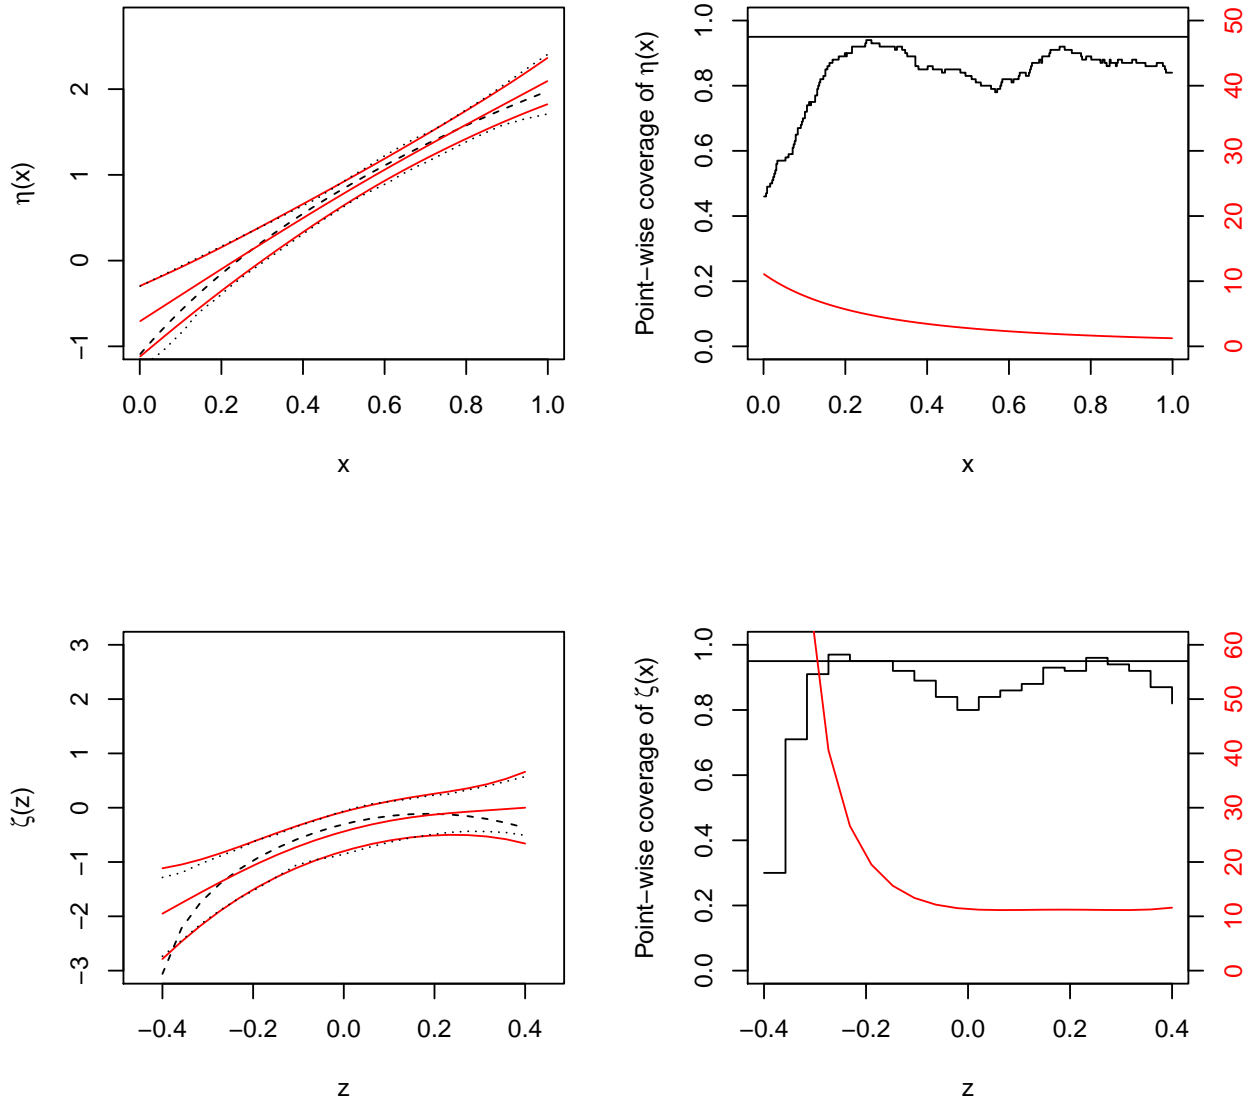 η(x)
−1 0 1 2
0.0 0.2 0.4 0.6 0.8 1.0
x
Point−wise coverage of η(x)
0.0 0.2 0.4 0.6 0.8 1.0
0 10 20 30 40 50
0.0 0.2 0.4 0.6 0.8 1.0
x
ζ(z)
−3 −2 −1 0 1 2 3
−0.4 −0.2 0.0 0.2 0.4
z
Point−wise coverage of ζ(x)
0.0 0.2 0.4 0.6 0.8 1.0
0 10 20 30 40 50 60
−0.4 −0.2 0.0 0.2 0.4
z